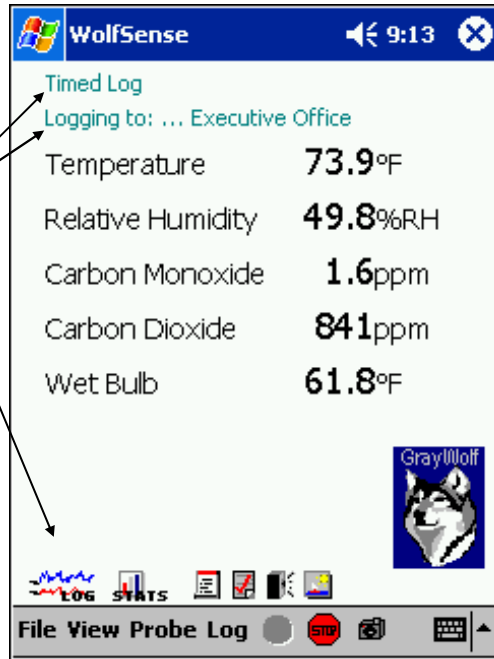 WolfSense 9:13
Timed Log
Logging to: ... Executive Office
Temperature 73.9°F
Relative Humidity 49.8%RH
Carbon Monoxide 1.6ppm
Carbon Dioxide 841ppm
Wet Bulb 61.8°F
GrayWolf
LOG STATS
File View Probe Log STOP